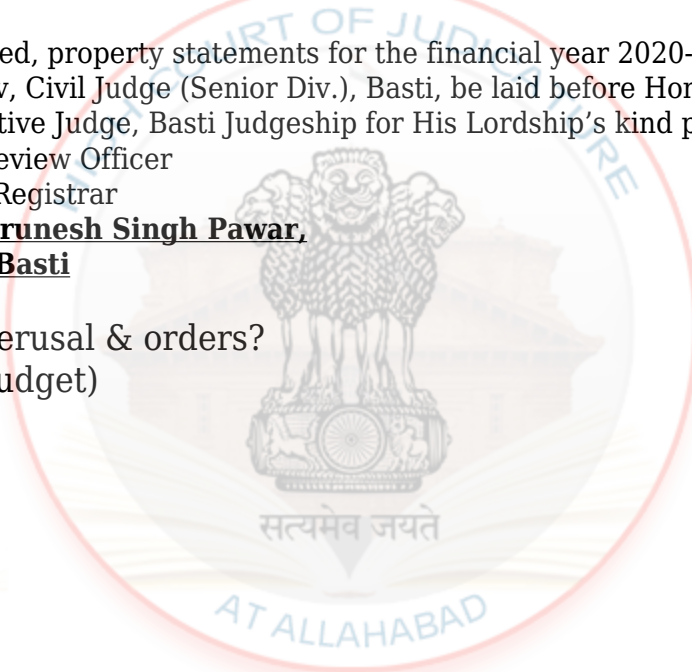 HIGH COURT OF JUDICATURE
ed, property statements for the financial year 2020-
v, Civil Judge (Senior Div.), Basti, be laid before Hon
tive Judge, Basti Judgeship for His Lordship’s kind p
eview Officer
Registrar
runesh Singh Pawar,
Basti
erusal & orders?
udget)
सत्यमेव जयते
AT ALLAHABAD